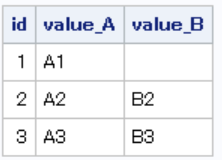 id value_A value_B
1 A1
2 A2 B2
3 A3 B3